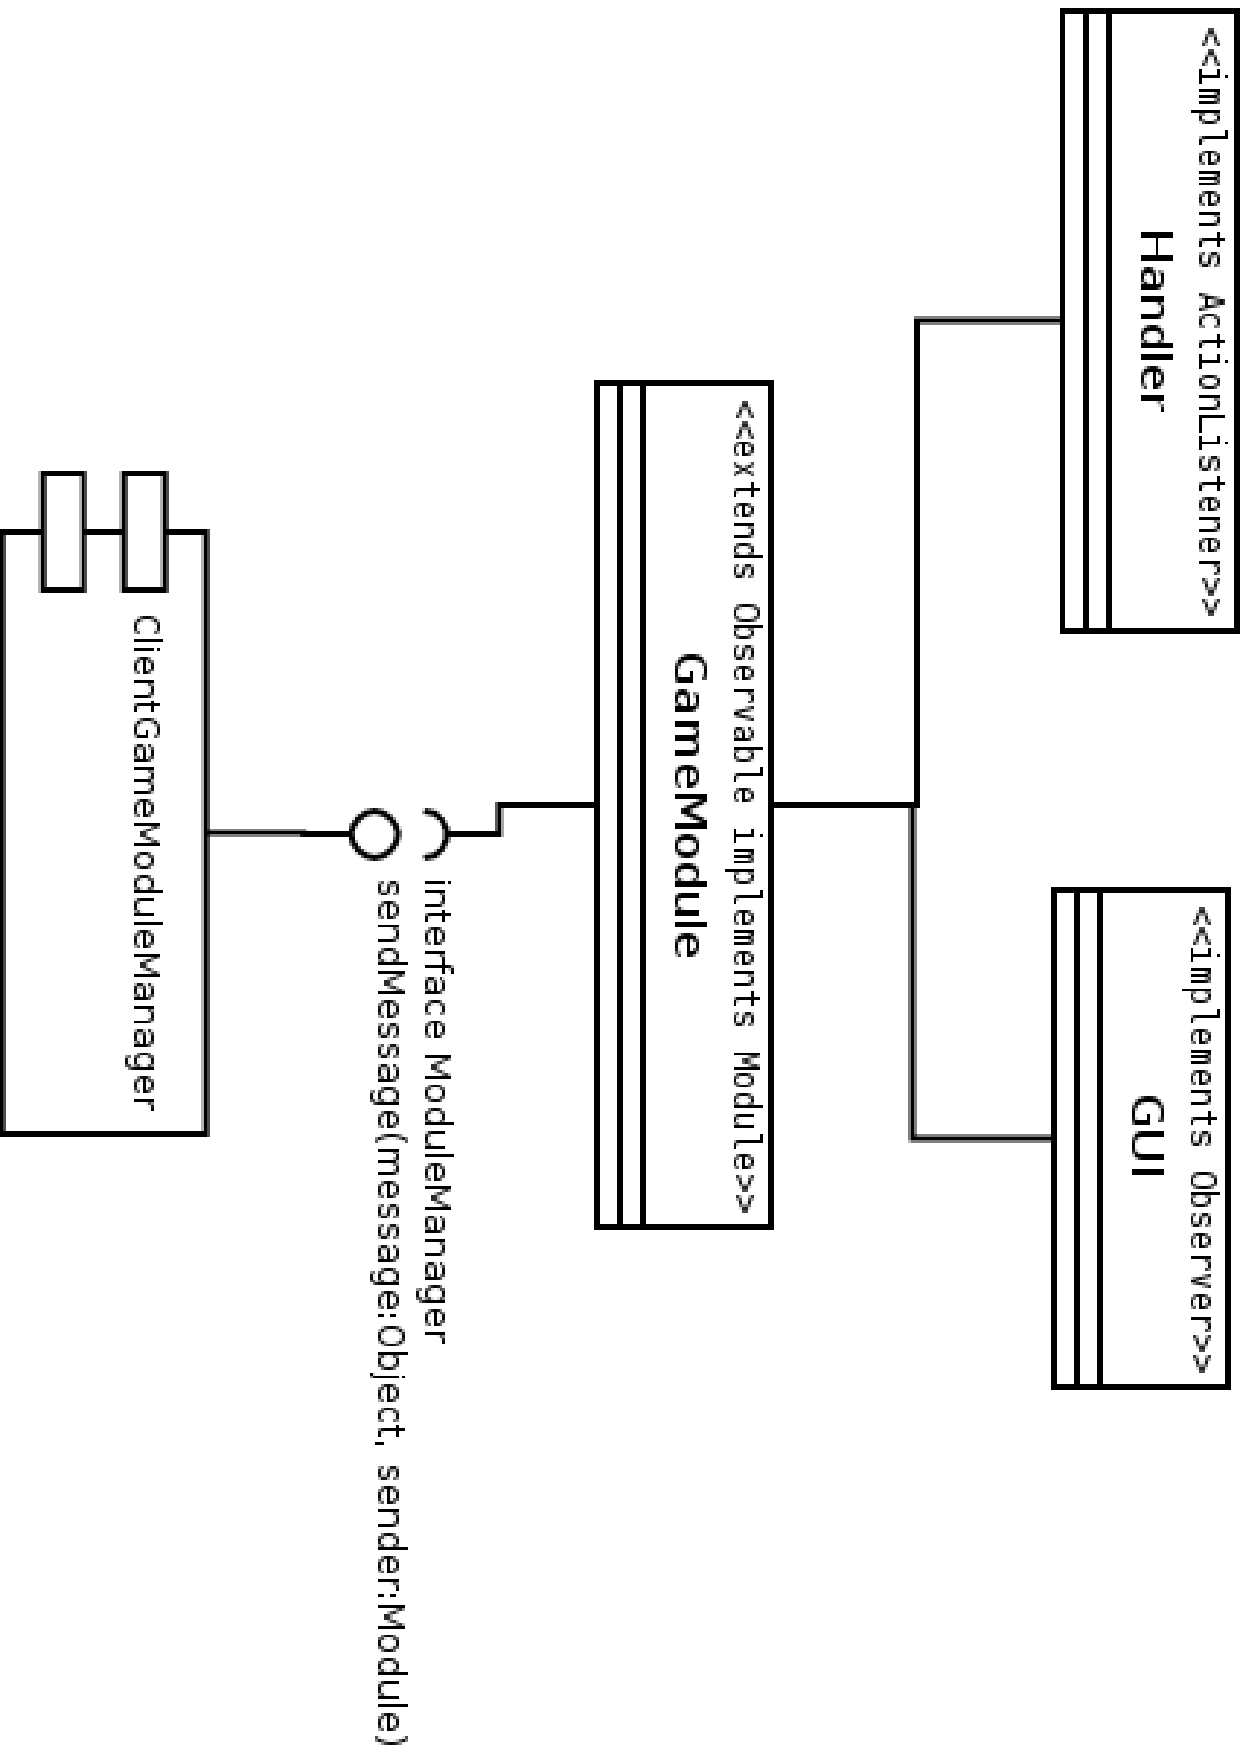 <<implements ActionListener>>
Handler
<<implements Observer>>
GUI
<<extends Observable implements Module>>
GameModule
interface ModuleManager
sendMessage(message:Object, sender:Module)
ClientGameModuleManager